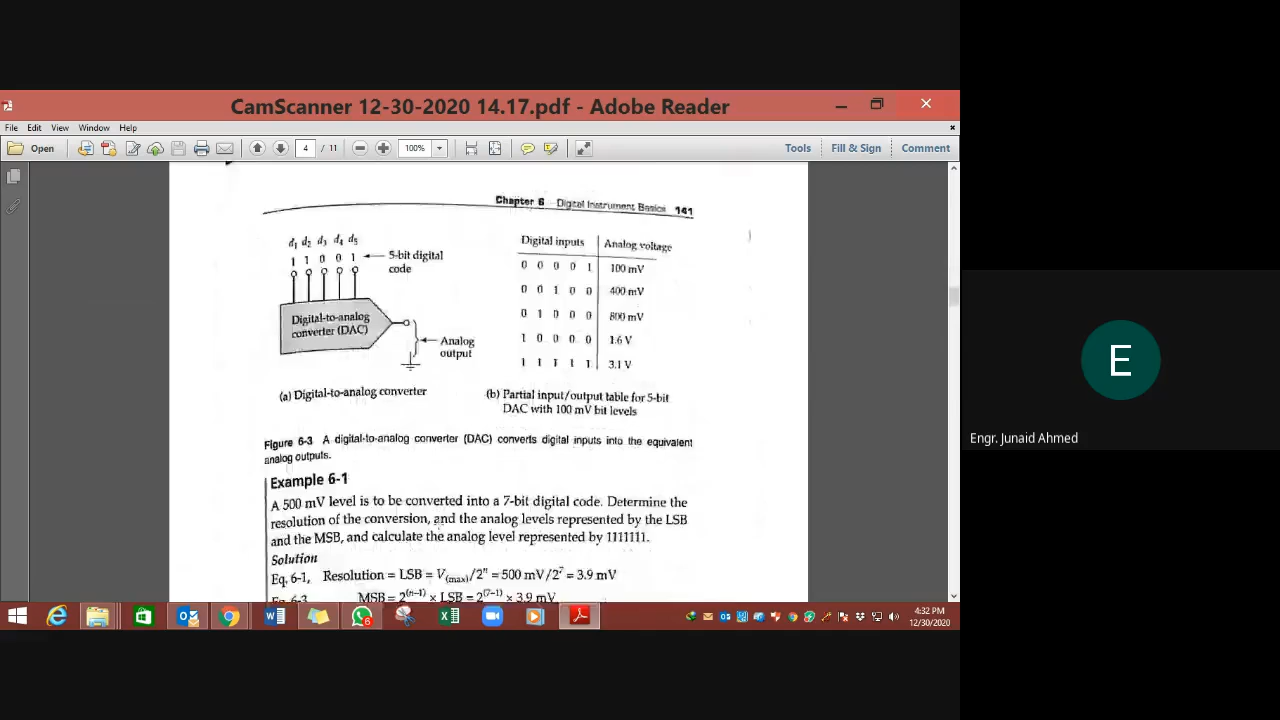 CamScanner 12-30-2020 14.17.pdf - Adobe Reader
File Edit View Window Help
Open 4 / 11 100% Tools Fill & Sign Comment
Chapter 6 Digital Instrument Basics 141
d1 d2 d3 d4 d5
1 1 0 0 1
5-bit digital
code
Digital-to-analog
converter (DAC)
Analog
output
(a) Digital-to-analog converter
Digital inputs Analog voltage
0 0 0 0 1 100 mV
0 0 1 0 0 400 mV
0 1 0 0 0 800 mV
1 0 0 0 0 1.6 V
1 1 1 1 1 3.1 V
(b) Partial input/output table for 5-bit
DAC with 100 mV bit levels
Figure 6-3 A digital-to-analog converter (DAC) converts digital inputs into the equivalent
analog outputs.
Example 6-1
A 500 mV level is to be converted into a 7-bit digital code. Determine the
resolution of the conversion, and the analog levels represented by the LSB
and the MSB, and calculate the analog level represented by 1111111.
Solution
Eq. 6-1, Resolution = LSB = V(max)/2^n = 500 mV/2^7 = 3.9 mV
Eq. 6-3 MSB = 2^(n-1) × LSB = 2^(7-1) × 3.9 mV
E
Engr. Junaid Ahmed
6
4:32 PM
12/30/2020